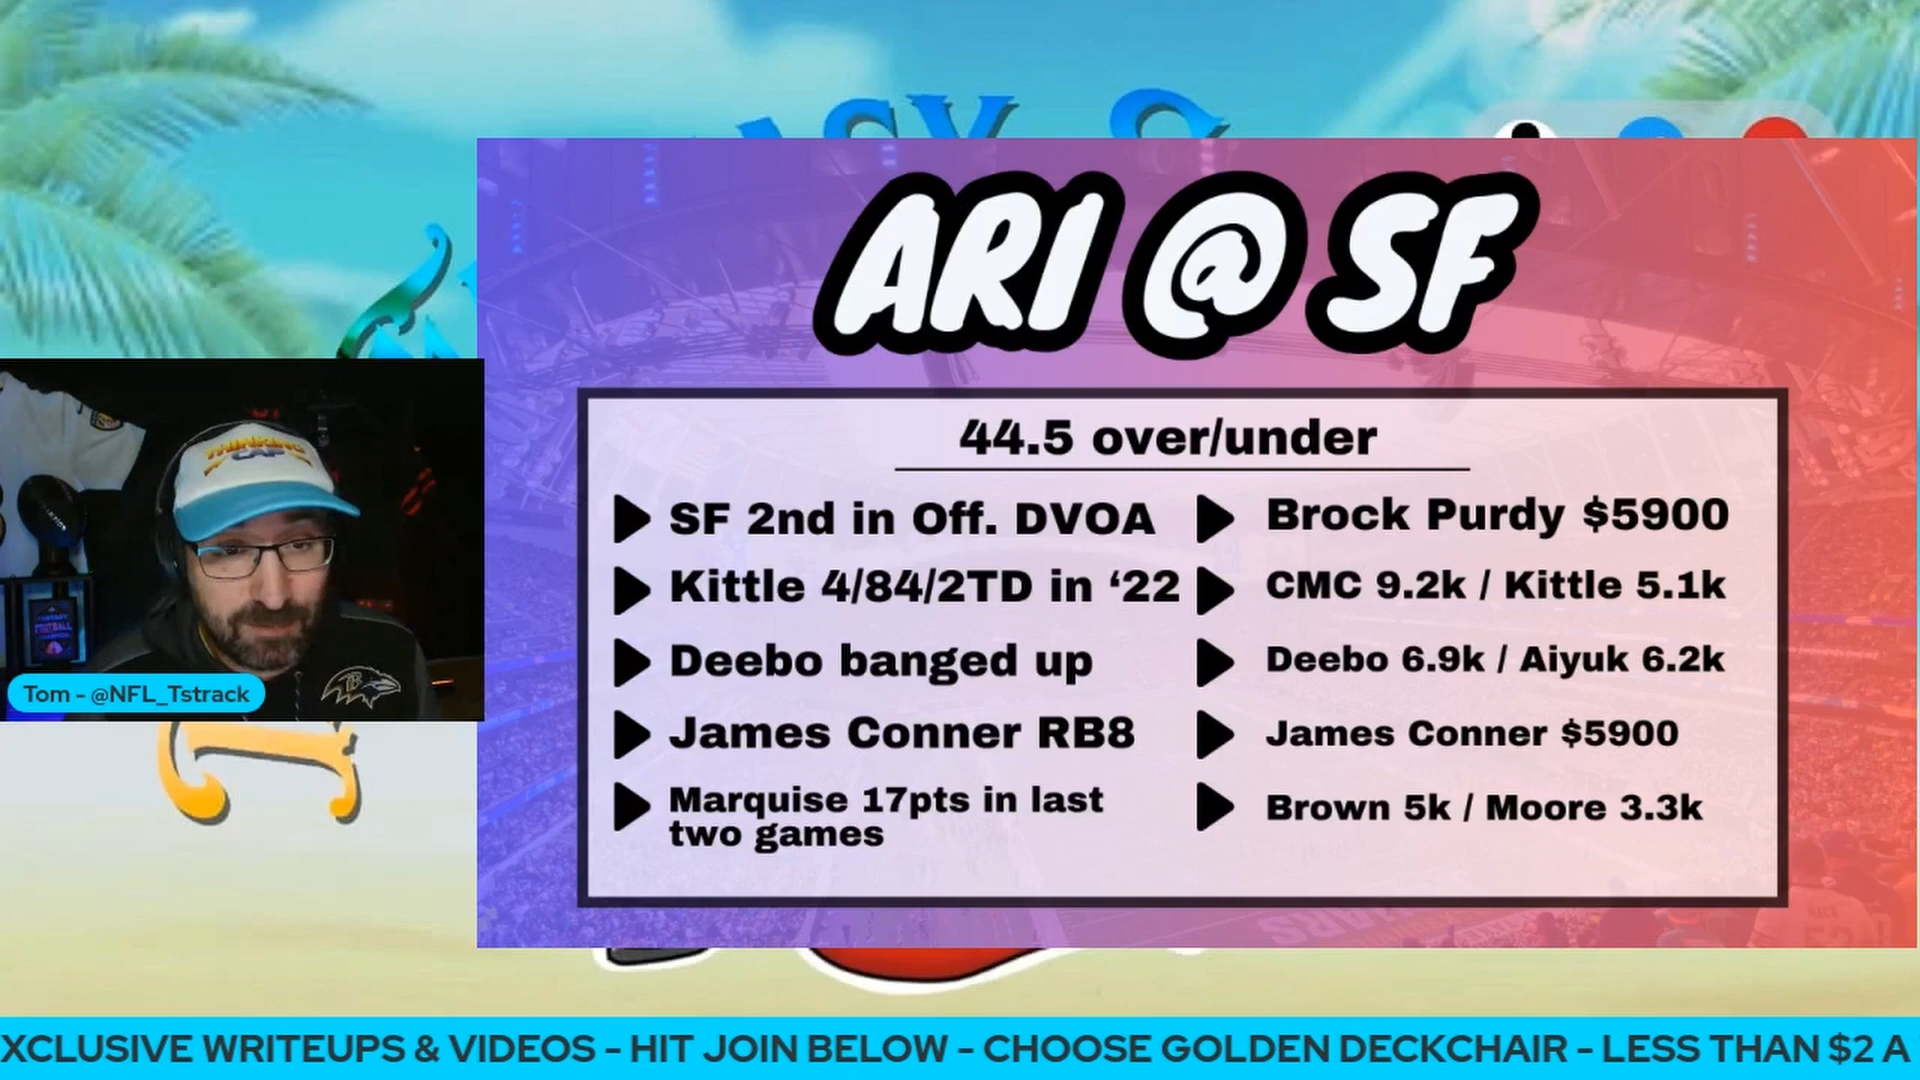 ARI @ SF
44.5 over/under
SF 2nd in Off. DVOA
Kittle 4/84/2TD in ‘22
Deebo banged up
James Conner RB8
Marquise 17pts in last
two games
Brock Purdy $5900
CMC 9.2k / Kittle 5.1k
Deebo 6.9k / Aiyuk 6.2k
James Conner $5900
Brown 5k / Moore 3.3k
THINKING
CAP
Tom - @NFL_Tstrack
XCLUSIVE WRITEUPS & VIDEOS - HIT JOIN BELOW - CHOOSE GOLDEN DECKCHAIR - LESS THAN $2 A